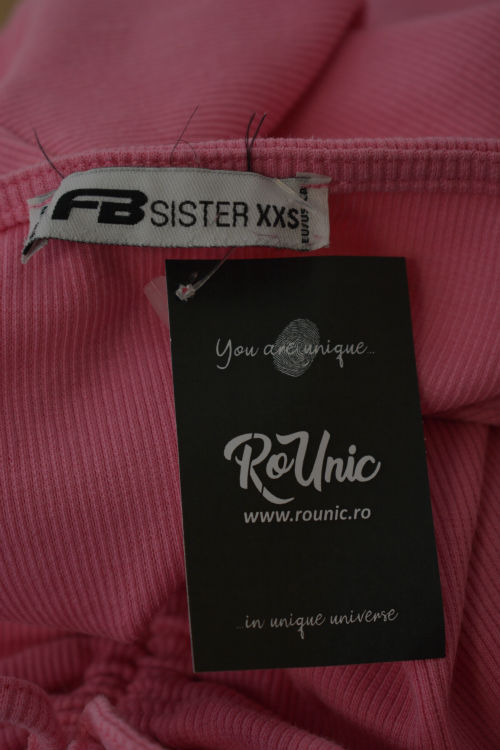 FB SISTER XXS
You are unique...
RoUnic
www.rounic.ro
...in unique universe